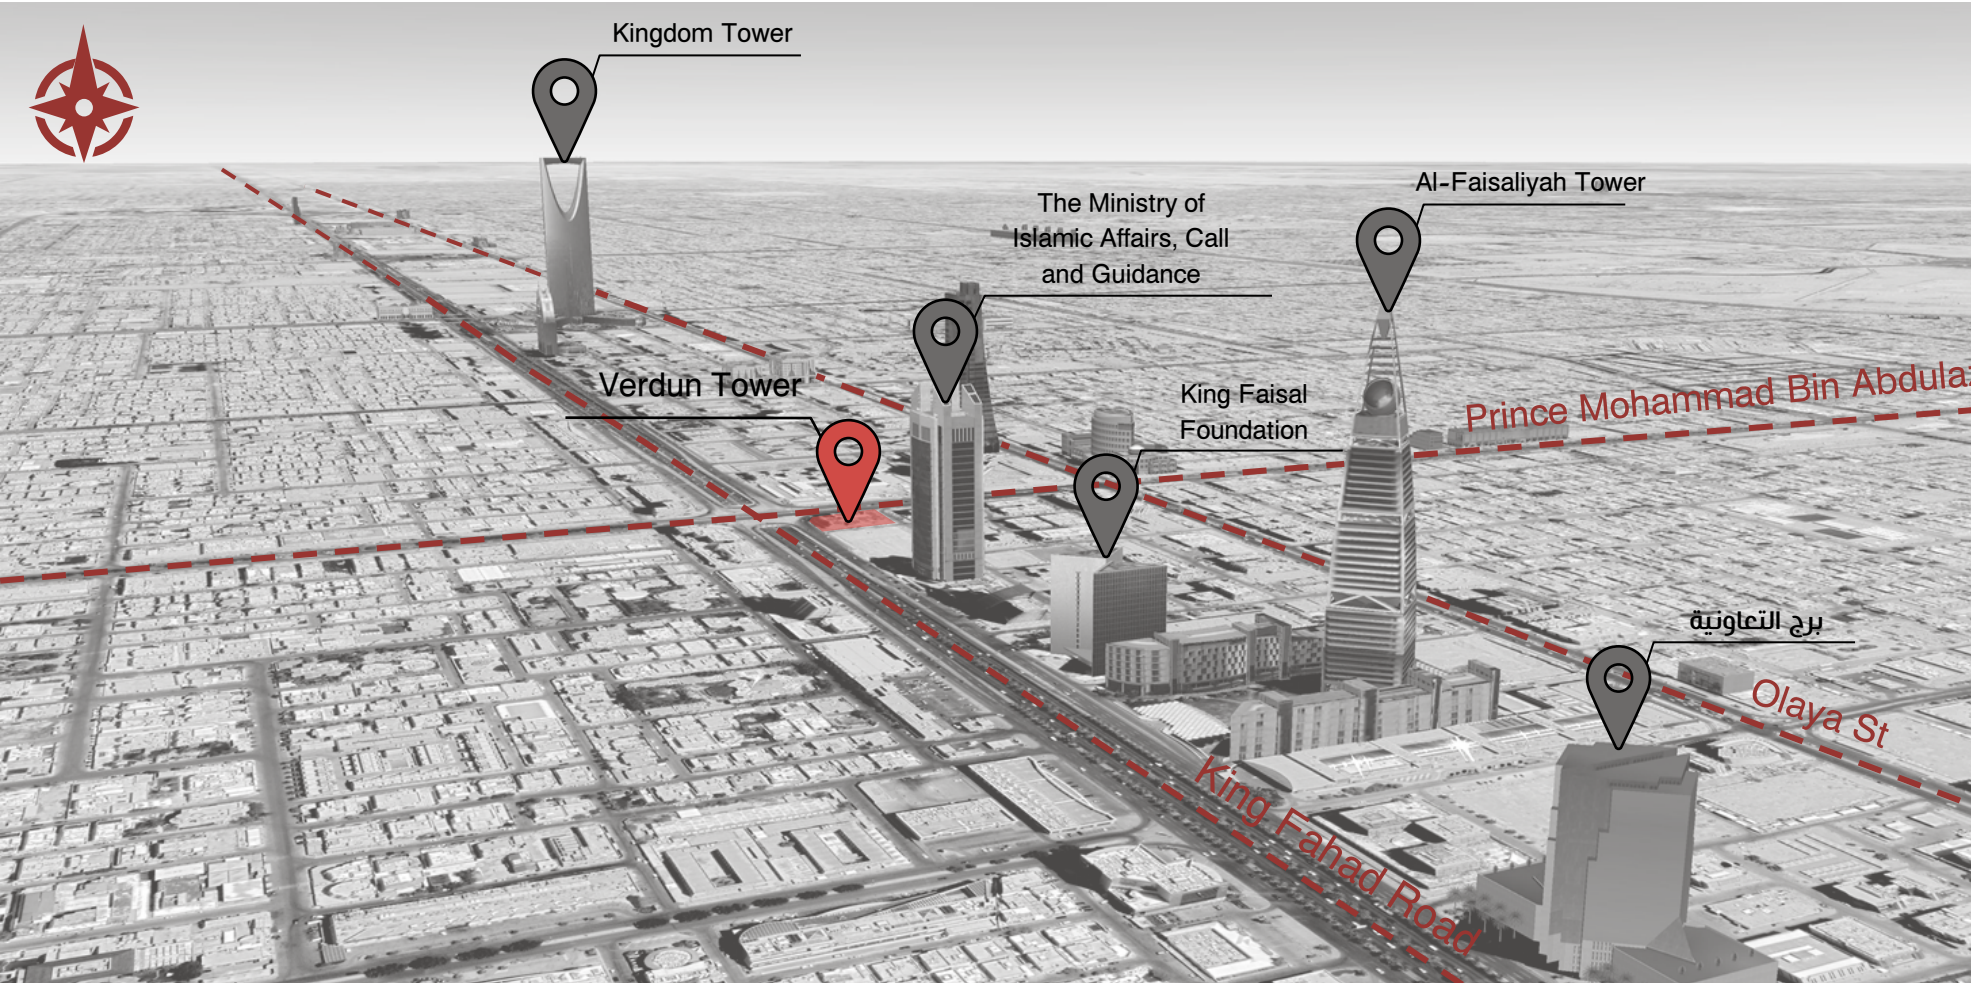 Kingdom Tower
Al-Faisaliyah Tower
The Ministry of
Islamic Affairs, Call
and Guidance
Verdun Tower
King Faisal
Foundation
Prince Mohammad Bin
برج التعاونية
Olaya St
King Fahad Road